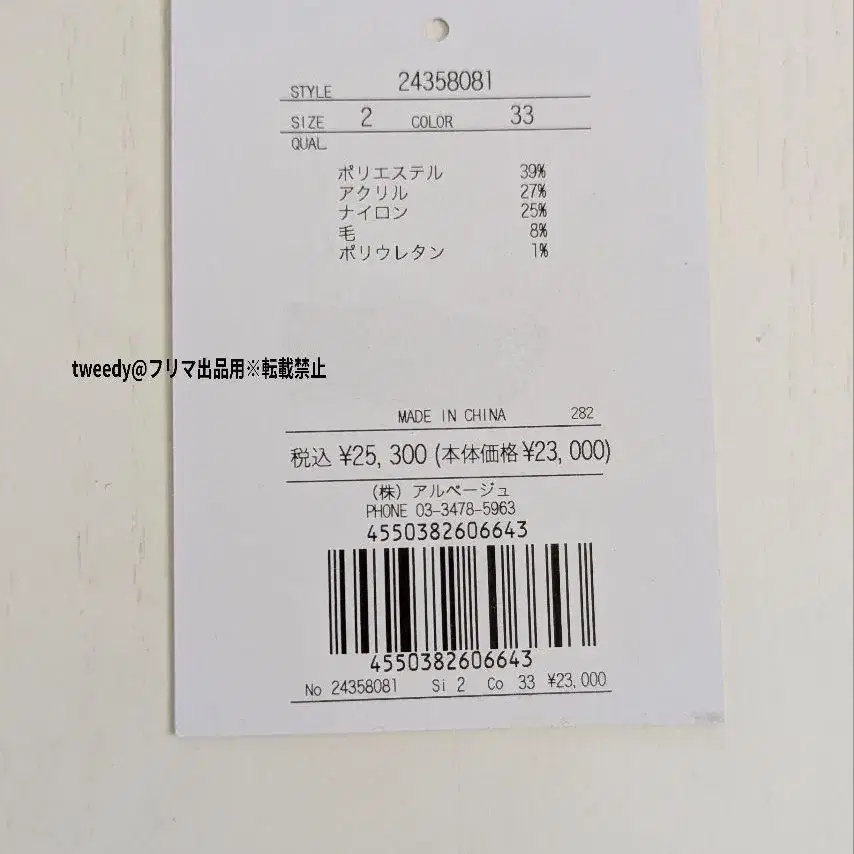 STYLE 24358081
SIZE 2 COLOR 33
QUAL
ポリエステル 39%
アクリル 27%
ナイロン 25%
毛 8%
ポリウレタン 1%
tweedy@フリマ出品用※転載禁止
MADE IN CHINA 282
税込 ¥25,300 (本体価格¥23,000)
(株) アルページュ
PHONE 03-3478-5963
4550382606643
4550382606643
No 24358081 Si 2 Co 33 ¥23,000